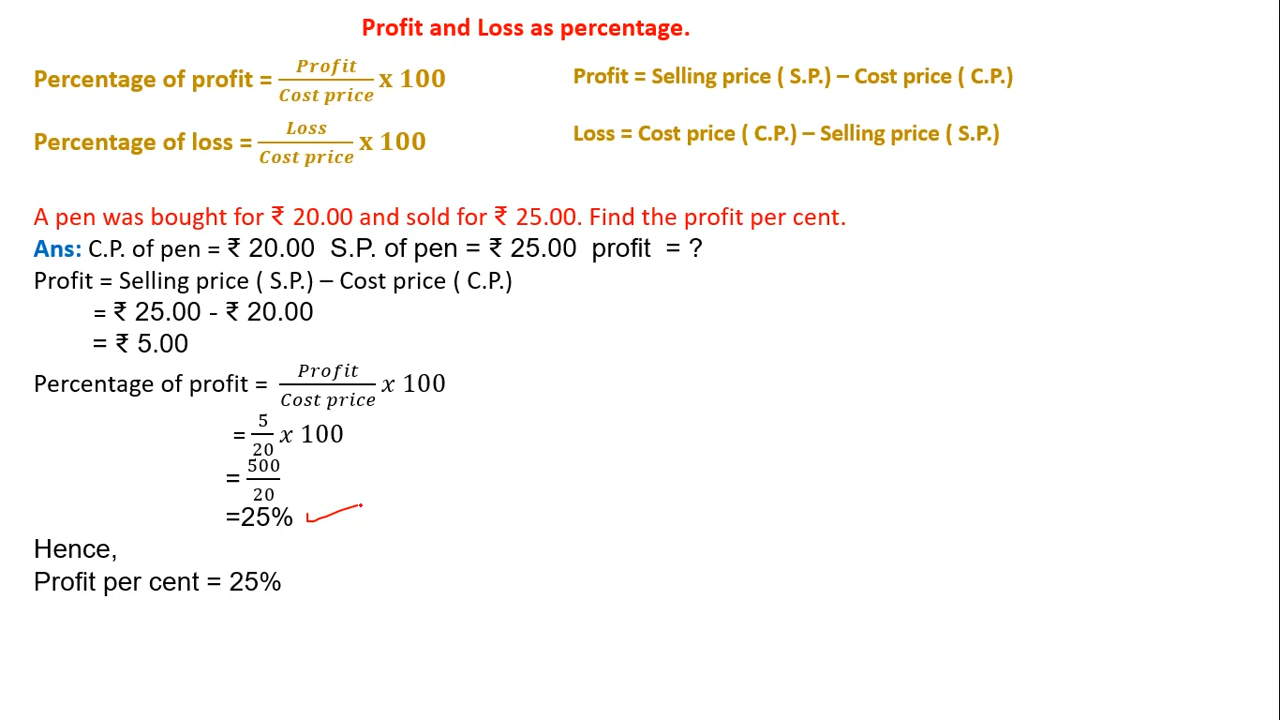 Profit and Loss as percentage.
Percentage of profit = Profit/Cost price x 100
Profit = Selling price ( S.P.) – Cost price ( C.P.)
Percentage of loss = Loss/Cost price x 100
Loss = Cost price ( C.P.) – Selling price ( S.P.)
A pen was bought for ₹ 20.00 and sold for ₹ 25.00. Find the profit per cent.
Ans: C.P. of pen = ₹ 20.00 S.P. of pen = ₹ 25.00 profit = ?
Profit = Selling price ( S.P.) – Cost price ( C.P.)
= ₹ 25.00 - ₹ 20.00
= ₹ 5.00
Percentage of profit = Profit/Cost price x 100
= 5/20 x 100
= 500/20
=25%
Hence,
Profit per cent = 25%